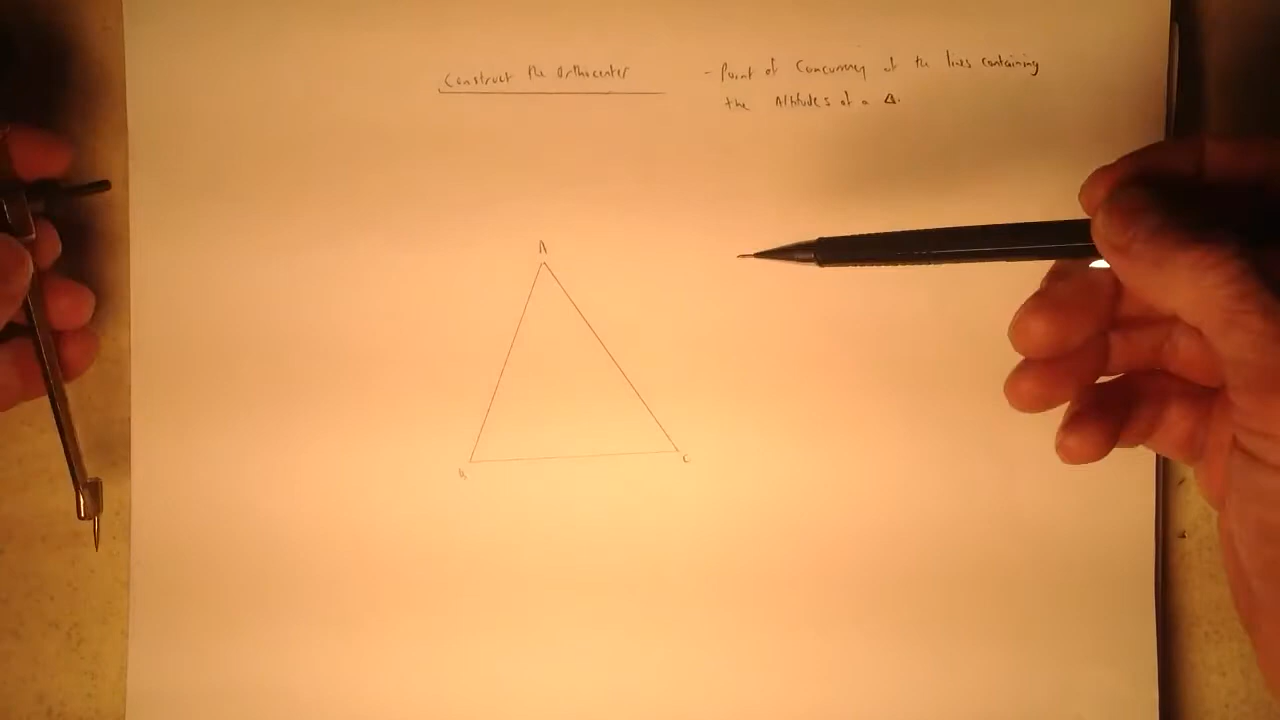 Construct the Orthocenter
- Point of Concurrency of the lines containing
the Altitudes of a Δ.
A
B
C